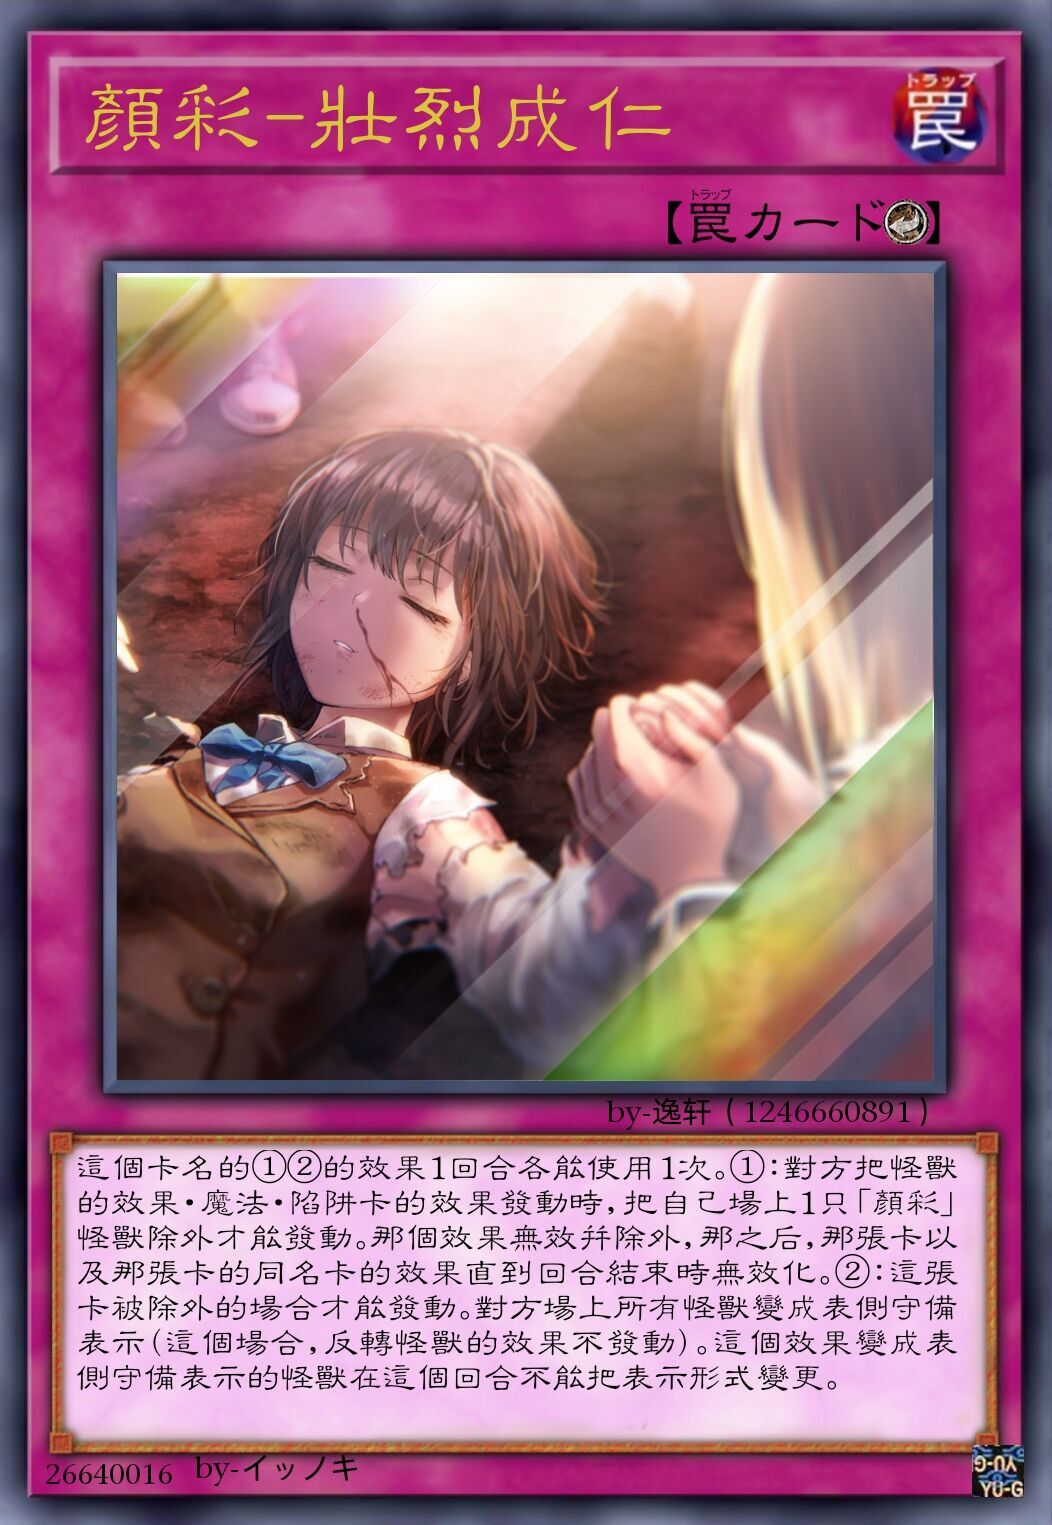 顏彩-壯烈成仁
トラップ
罠
トラップ
【罠カード】
by-逸轩（1246660891）
這個卡名的①②的效果1回合各能使用1次。①:對方把怪獸
的效果·魔法·陷阱卡的效果發動時,把自己場上1只「顏彩」
怪獸除外才能發動。那個效果無效并除外,那之后,那張卡以
及那張卡的同名卡的效果直到回合結束時無效化。②:這張
卡被除外的場合才能發動。對方場上所有怪獸變成表側守備
表示(這個場合,反轉怪獸的效果不發動)。這個效果變成表
側守備表示的怪獸在這個回合不能把表示形式變更。
26640016 by-イッノキ
YU-G
YU-G